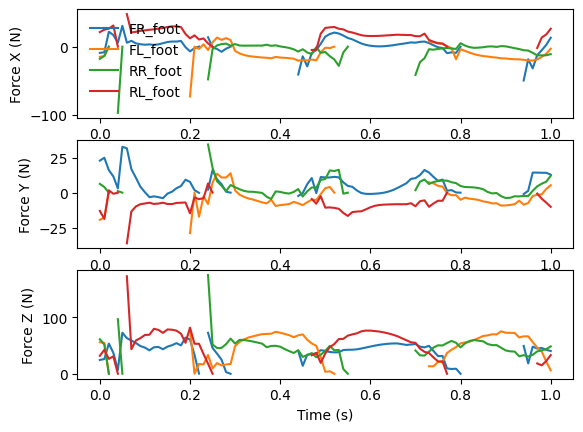 Force X (N)
0
−100
FR_foot
FL_foot
RR_foot
RL_foot
0.0 0.2 0.4 0.6 0.8 1.0
Force Y (N)
25
0
−25
0.0 0.2 0.4 0.6 0.8 1.0
Force Z (N)
100
0
0.0 0.2 0.4 0.6 0.8 1.0
Time (s)